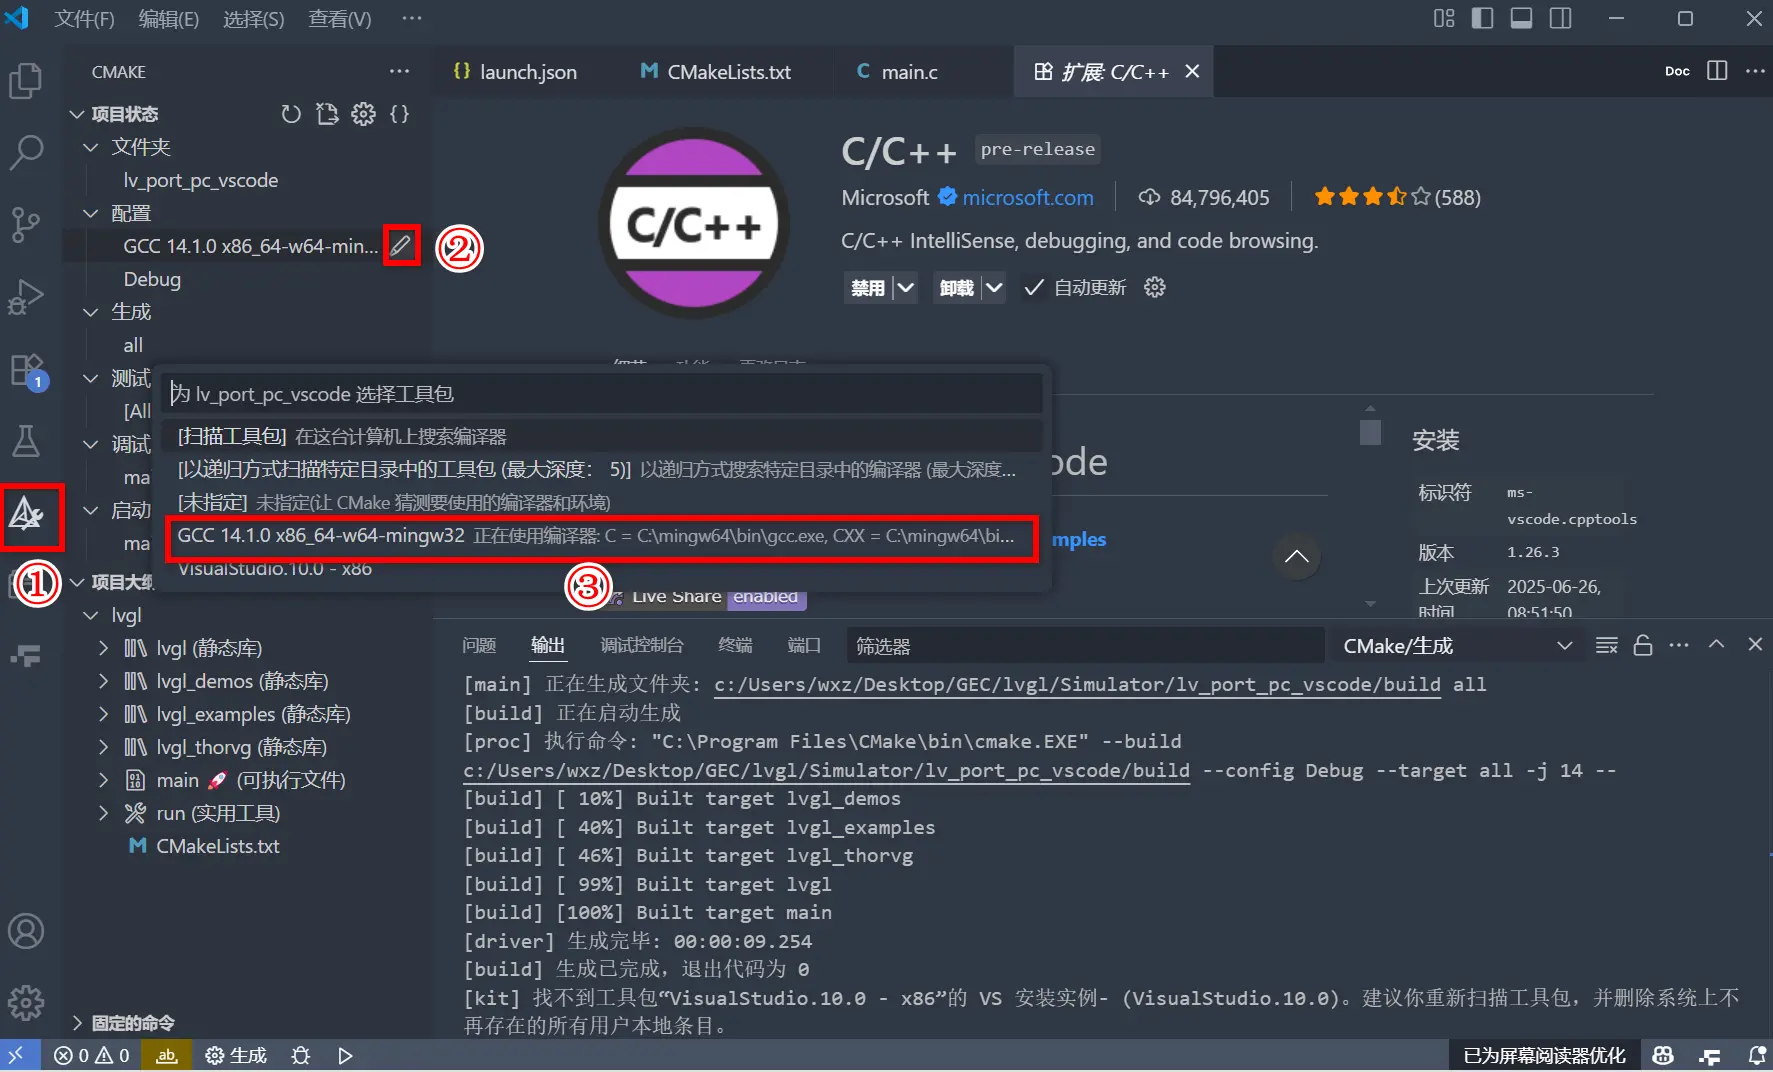 文件(F) 编辑(E) 选择(S) 查看(V) ···
CMAKE ···
项目状态
文件夹
lv_port_pc_vscode
配置
GCC 14.1.0 x86_64-w64-min...
②
Debug
生成
all
测试
[All
调试
ma
启动
ma
①
项目大纲
lvgl
lvgl (静态库)
lvgl_demos (静态库)
lvgl_examples (静态库)
lvgl_thorvg (静态库)
main 🚀 (可执行文件)
run (实用工具)
CMakeLists.txt
固定的命令
1
launch.json CMakeLists.txt main.c 扩展: C/C++
Doc
C/C++
C/C++ pre-release
Microsoft microsoft.com 84,796,405 (588)
C/C++ IntelliSense, debugging, and code browsing.
禁用 卸载 自动更新
为 lv_port_pc_vscode 选择工具包
[扫描工具包] 在这台计算机上搜索编译器
[以递归方式扫描特定目录中的工具包 (最大深度： 5)] 以递归方式搜索特定目录中的编译器 (最大深度...
[未指定] 未指定(让 CMake 猜测要使用的编译器和环境)
GCC 14.1.0 x86_64-w64-mingw32 正在使用编译器: C = C:\mingw64\bin\gcc.exe, CXX = C:\mingw64\bi...
VisualStudio.10.0 - x86
③
ode
mples
Live Share enabled
安装
标识符 ms-
vscode.cpptools
版本 1.26.3
上次更新 2025-06-26,
时间 08:51:50
问题 输出 调试控制台 终端 端口 筛选器 CMake/生成
[main] 正在生成文件夹: c:/Users/wxz/Desktop/GEC/lvgl/Simulator/lv_port_pc_vscode/build all
[build] 正在启动生成
[proc] 执行命令: "C:\Program Files\CMake\bin\cmake.EXE" --build
c:/Users/wxz/Desktop/GEC/lvgl/Simulator/lv_port_pc_vscode/build --config Debug --target all -j 14 --
[build] [ 10%] Built target lvgl_demos
[build] [ 40%] Built target lvgl_examples
[build] [ 46%] Built target lvgl_thorvg
[build] [ 99%] Built target lvgl
[build] [100%] Built target main
[driver] 生成完毕: 00:00:09.254
[build] 生成已完成，退出代码为 0
[kit] 找不到工具包“VisualStudio.10.0 - x86”的 VS 安装实例- (VisualStudio.10.0)。建议你重新扫描工具包，并删除系统上不
再存在的所有用户本地条目。
0 0 ab 生成 已为屏幕阅读器优化